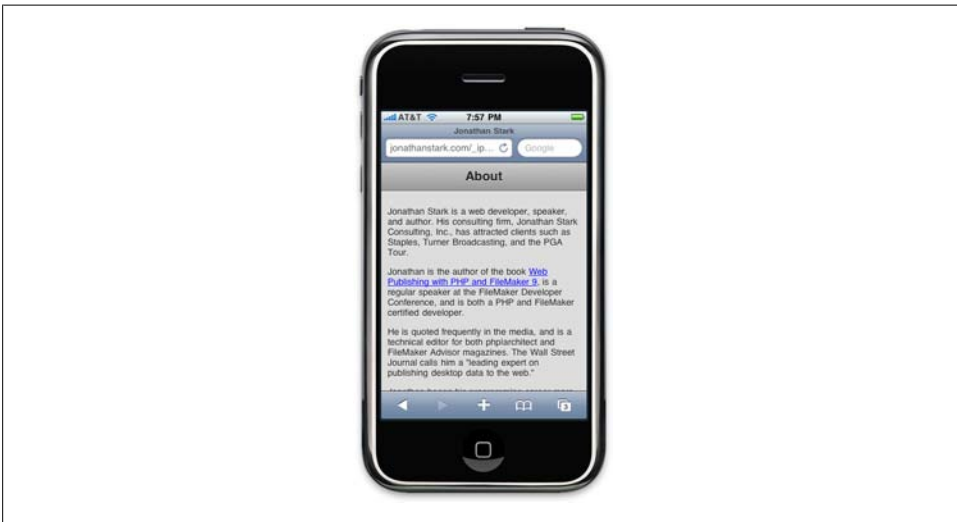 AT&T 7:57 PM
Jonathan Stark
jonathanstark.com/_ip... Google
About
Jonathan Stark is a web developer, speaker,
and author. His consulting firm, Jonathan Stark
Consulting, Inc., has attracted clients such as
Staples, Turner Broadcasting, and the PGA
Tour.
Jonathan is the author of the book Web
Publishing with PHP and FileMaker 9, is a
regular speaker at the FileMaker Developer
Conference, and is both a PHP and FileMaker
certified developer.
He is quoted frequently in the media, and is a
technical editor for both php|architect and
FileMaker Advisor magazines. The Wall Street
Journal calls him a "leading expert on
publishing desktop data to the web."
3